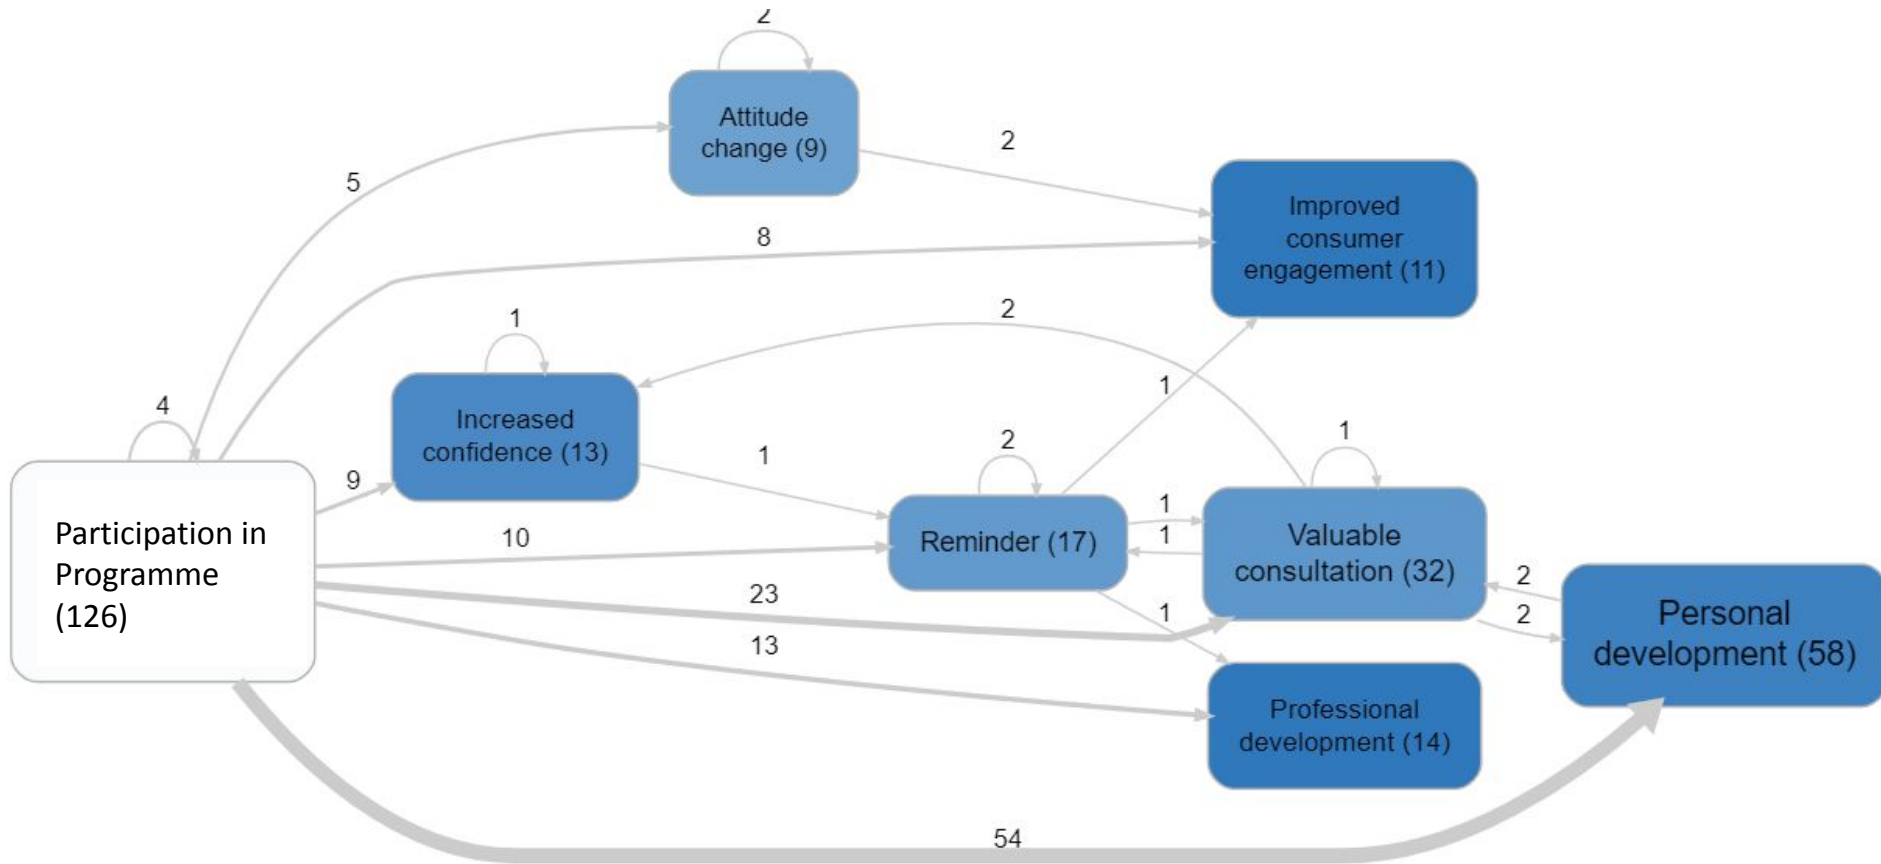 2
Attitude
change (9)
2
5
Improved
consumer
engagement (11)
8
2
1
1
4
Increased
confidence (13)
1
2
1
9
Participation in
Programme
(126)
10
Reminder (17)
1
1
Valuable
consultation (32)
2
2
Personal
development (58)
23
1
13
Professional
development (14)
54